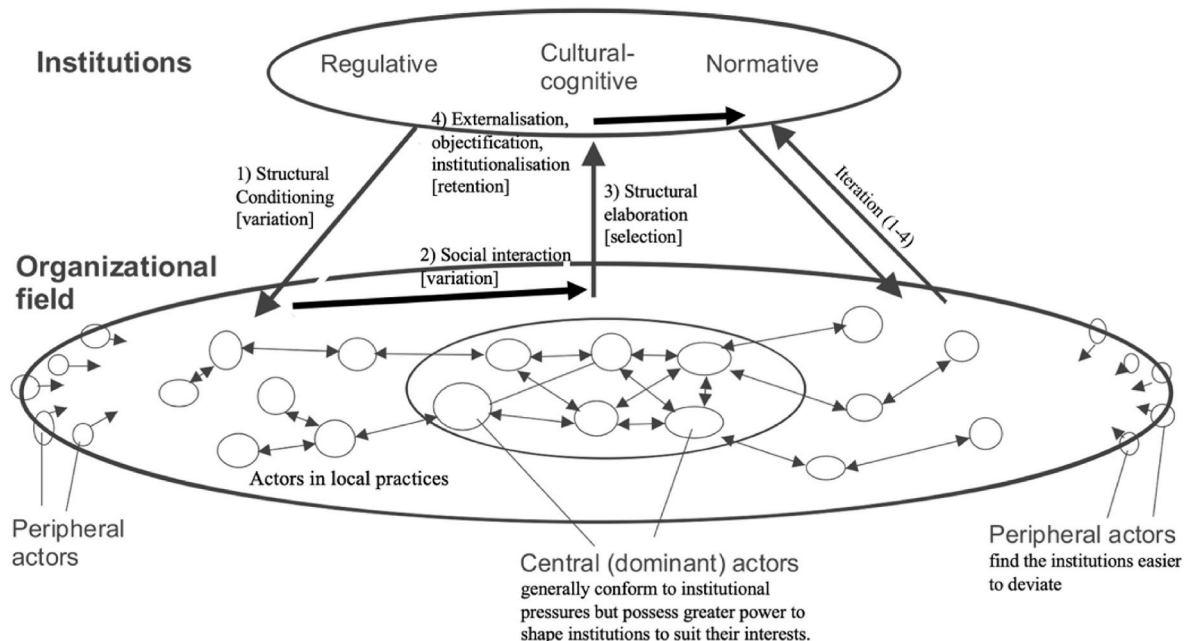 Institutions
Regulative
Cultural-
cognitive
Normative
4) Externalisation,
objectification,
institutionalisation
[retention]
1) Structural
Conditioning
[variation]
3) Structural
elaboration
[selection]
Iteration (1-4)
2) Social interaction
[variation]
Organizational
field
Actors in local practices
Peripheral
actors
Central (dominant) actors
generally conform to institutional
pressures but possess greater power to
shape institutions to suit their interests.
Peripheral actors
find the institutions easier
to deviate